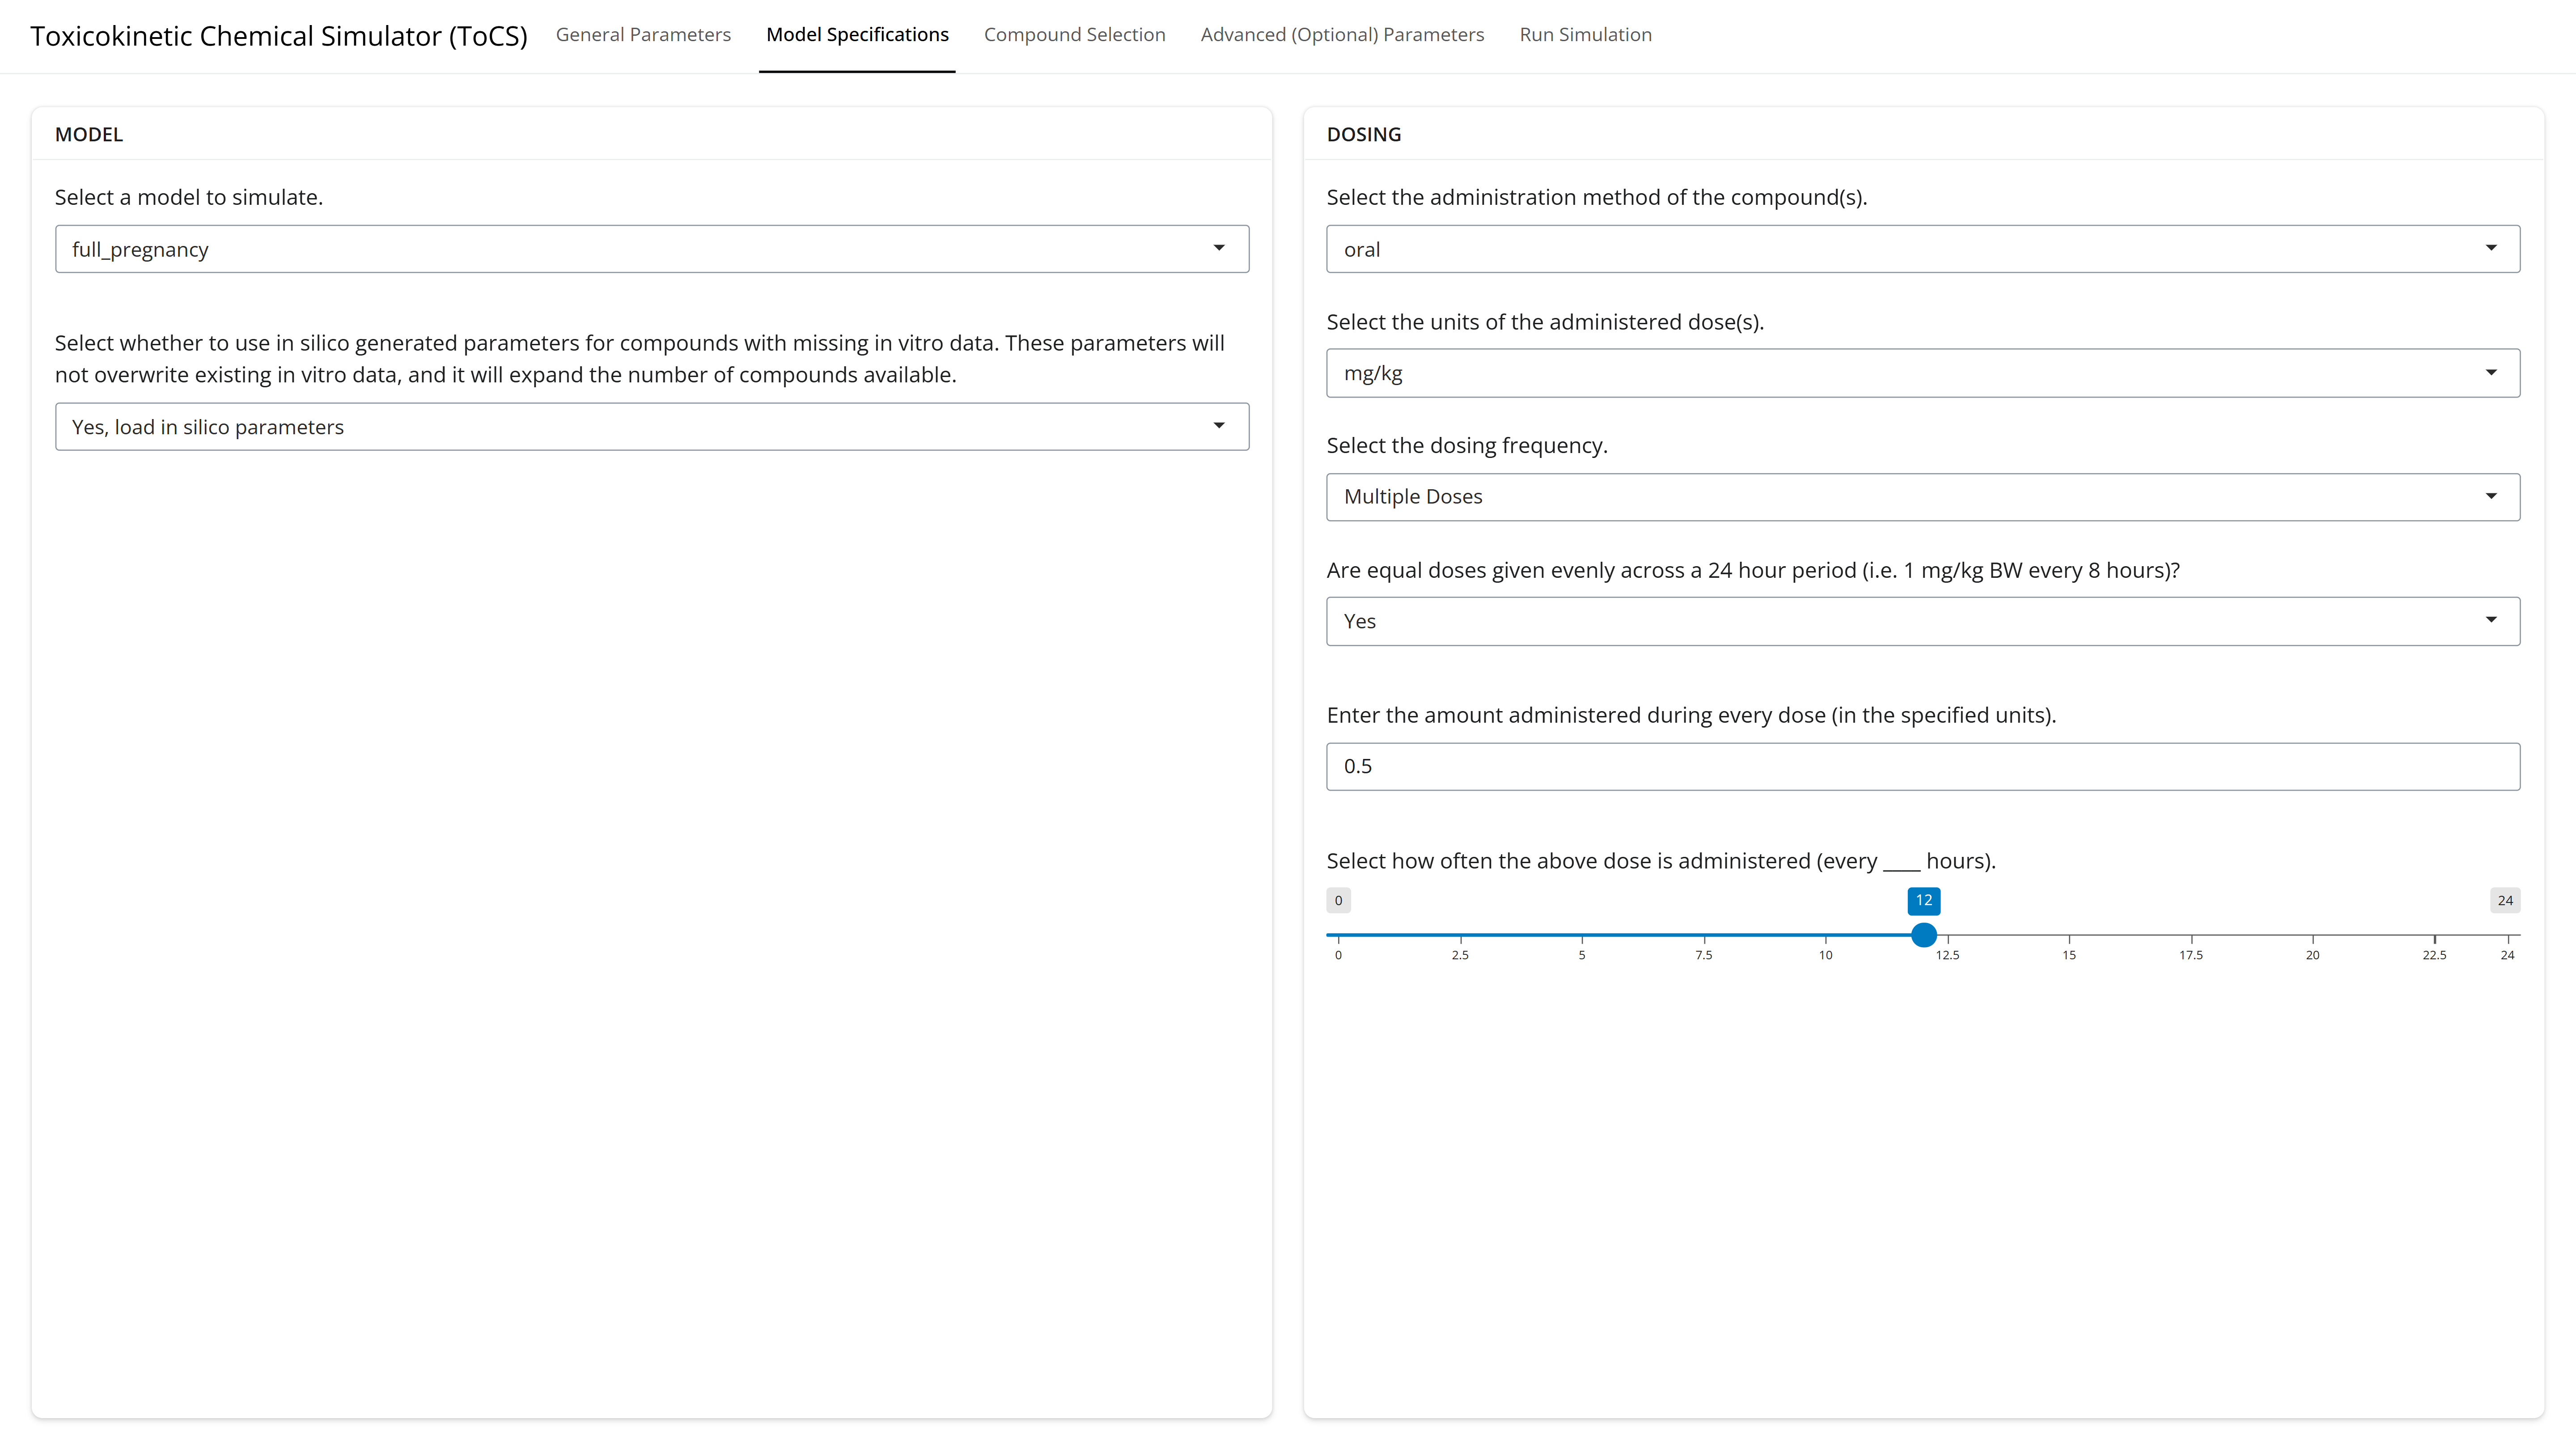 Toxicokinetic Chemical Simulator (ToCS)
General Parameters
Model Specifications
Compound Selection
Advanced (Optional) Parameters
Run Simulation
MODEL
Select a model to simulate.
full_pregnancy
Select whether to use in silico generated parameters for compounds with missing in vitro data. These parameters will
not overwrite existing in vitro data, and it will expand the number of compounds available.
Yes, load in silico parameters
DOSING
Select the administration method of the compound(s).
oral
Select the units of the administered dose(s).
mg/kg
Select the dosing frequency.
Multiple Doses
Are equal doses given evenly across a 24 hour period (i.e. 1 mg/kg BW every 8 hours)?
Yes
Enter the amount administered during every dose (in the specified units).
0.5
Select how often the above dose is administered (every ____ hours).
0 12 24
0 2.5 5 7.5 10 12.5 15 17.5 20 22.5 24